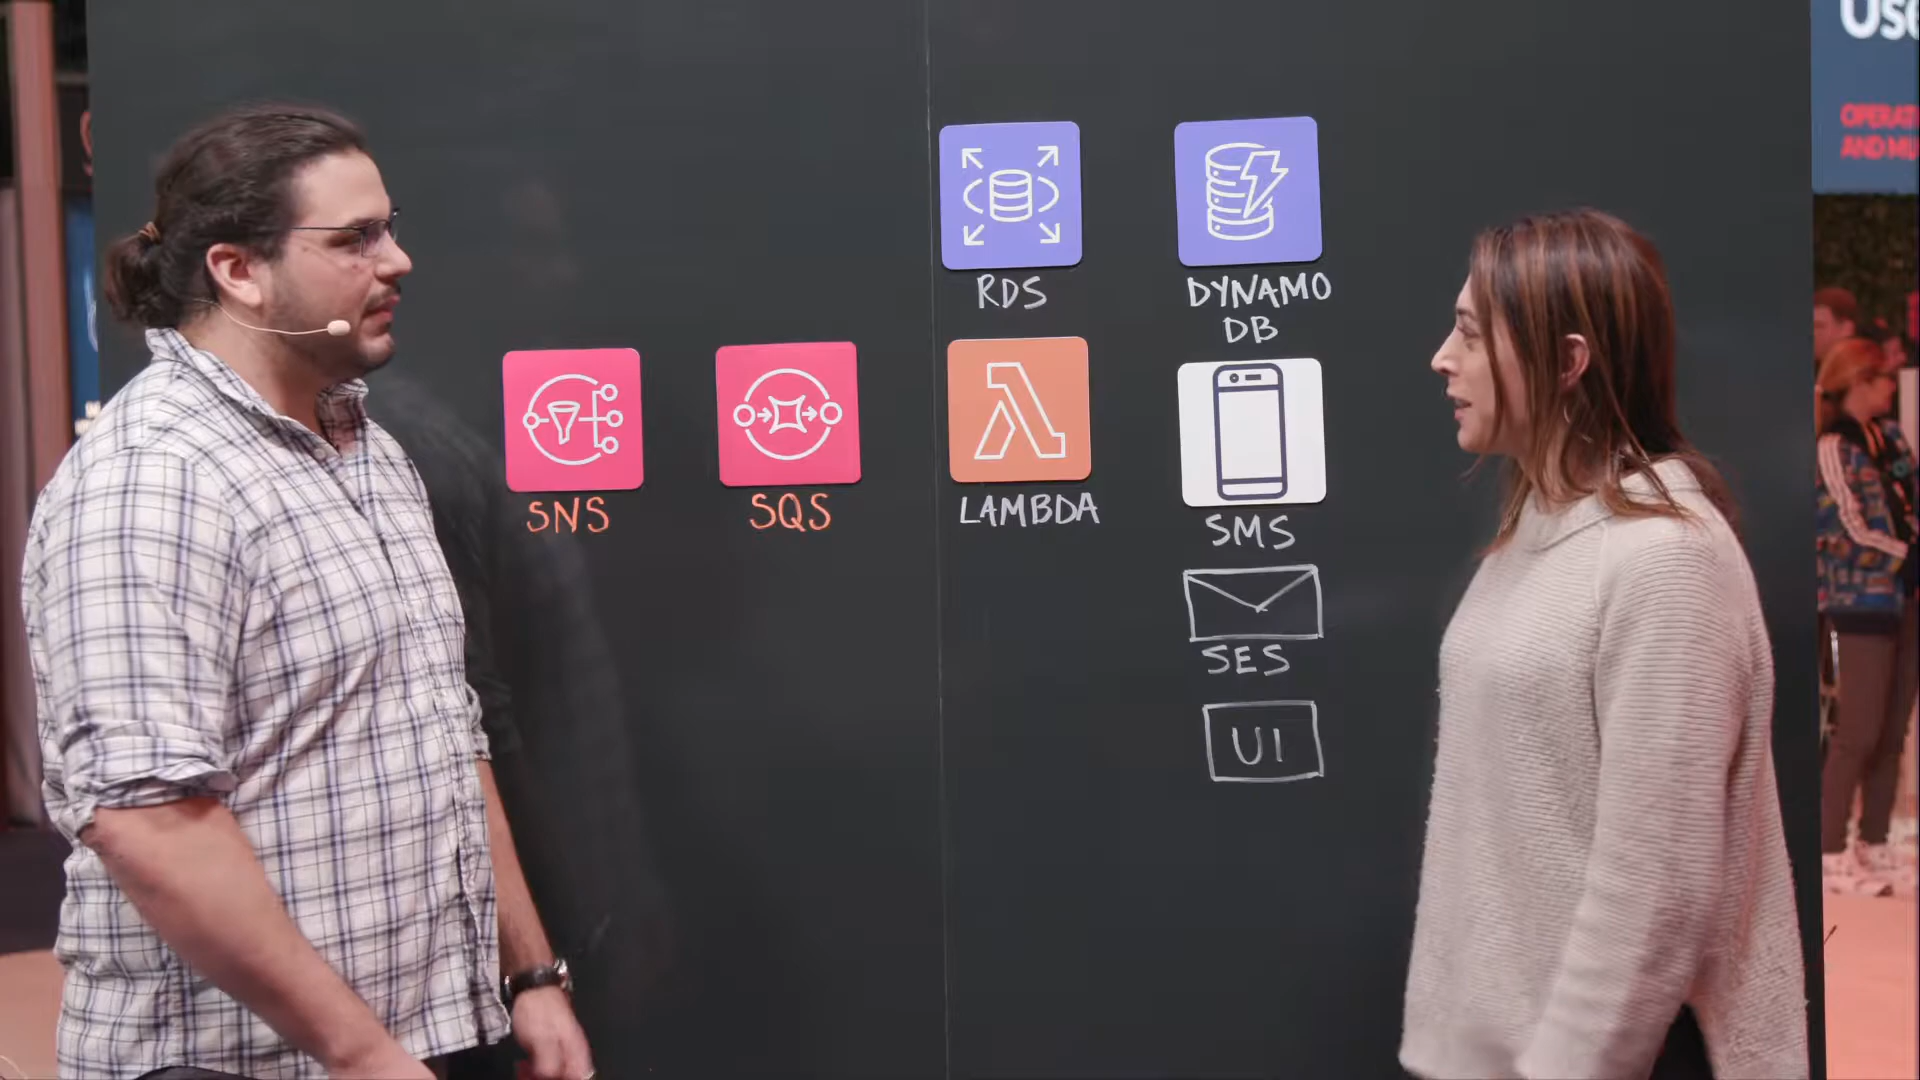 RDS
DYNAMO
DB
SNS
SQS
LAMBDA
SMS
SES
UI